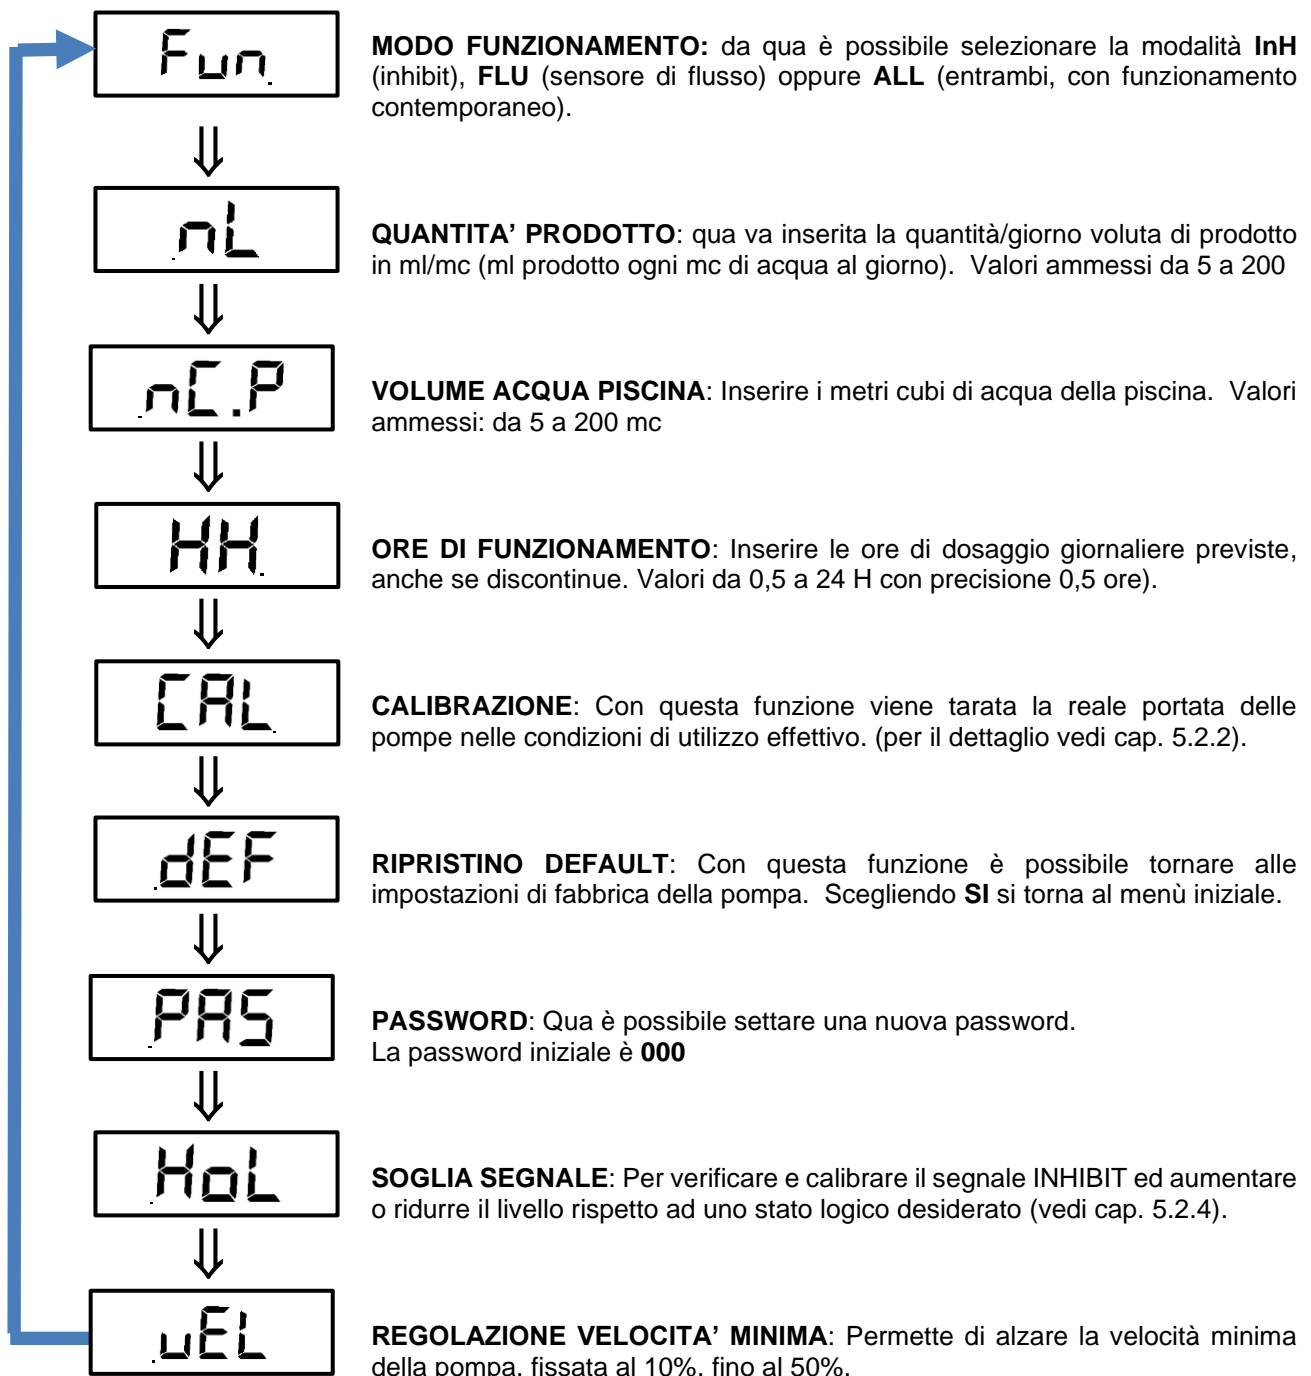 Fun
MODO FUNZIONAMENTO: da qua è possibile selezionare la modalità InH
(inhibit), FLU (sensore di flusso) oppure ALL (entrambi, con funzionamento
contemporaneo).
nL
QUANTITA’ PRODOTTO: qua va inserita la quantità/giorno voluta di prodotto
in ml/mc (ml prodotto ogni mc di acqua al giorno). Valori ammessi da 5 a 200
nC.P
VOLUME ACQUA PISCINA: Inserire i metri cubi di acqua della piscina. Valori
ammessi: da 5 a 200 mc
HH
ORE DI FUNZIONAMENTO: Inserire le ore di dosaggio giornaliere previste,
anche se discontinue. Valori da 0,5 a 24 H con precisione 0,5 ore).
CAL
CALIBRAZIONE: Con questa funzione viene tarata la reale portata delle
pompe nelle condizioni di utilizzo effettivo. (per il dettaglio vedi cap. 5.2.2).
dEF
RIPRISTINO DEFAULT: Con questa funzione è possibile tornare alle
impostazioni di fabbrica della pompa. Scegliendo SI si torna al menù iniziale.
PAS
PASSWORD: Qua è possibile settare una nuova password.
La password iniziale è 000
HoL
SOGLIA SEGNALE: Per verificare e calibrare il segnale INHIBIT ed aumentare
o ridurre il livello rispetto ad uno stato logico desiderato (vedi cap. 5.2.4).
uEL
REGOLAZIONE VELOCITA’ MINIMA: Permette di alzare la velocità minima
della pompa, fissata al 10%, fino al 50%.